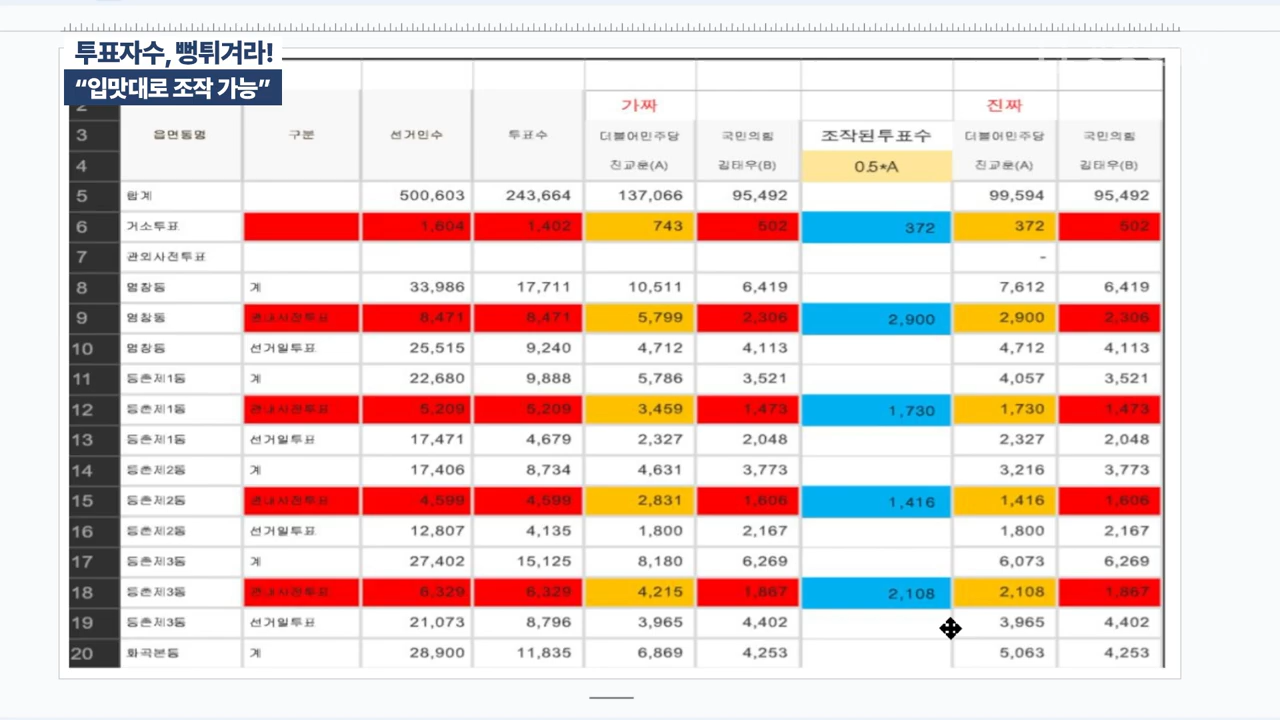 투표자수, 뻥튀겨라!
“입맛대로 조작 가능”
2 가짜 진짜
3 읍면동명 구분 선거인수 투표수 더불어민주당 국민의힘 조작된투표수 더불어민주당 국민의힘
4 진교훈(A) 김태우(B) 0.5*A 진교훈(A) 김태우(B)
5 합계 500,603 243,664 137,066 95,492 99,594 95,492
6 거소투표 1,604 1,402 743 502 372 372 502
7 관외사전투표 -
8 염창동 계 33,986 17,711 10,511 6,419 7,612 6,419
9 염창동 관내사전투표 8,471 8,471 5,799 2,306 2,900 2,900 2,306
10 염창동 선거일투표 25,515 9,240 4,712 4,113 4,712 4,113
11 등촌제1동 계 22,680 9,888 5,786 3,521 4,057 3,521
12 등촌제1동 관내사전투표 5,209 5,209 3,459 1,473 1,730 1,730 1,473
13 등촌제1동 선거일투표 17,471 4,679 2,327 2,048 2,327 2,048
14 등촌제2동 계 17,406 8,734 4,631 3,773 3,216 3,773
15 등촌제2동 관내사전투표 4,599 4,599 2,831 1,606 1,416 1,416 1,606
16 등촌제2동 선거일투표 12,807 4,135 1,800 2,167 1,800 2,167
17 등촌제3동 계 27,402 15,125 8,180 6,269 6,073 6,269
18 등촌제3동 관내사전투표 6,329 6,329 4,215 1,867 2,108 2,108 1,867
19 등촌제3동 선거일투표 21,073 8,796 3,965 4,402 3,965 4,402
20 화곡본동 계 28,900 11,835 6,869 4,253 5,063 4,253